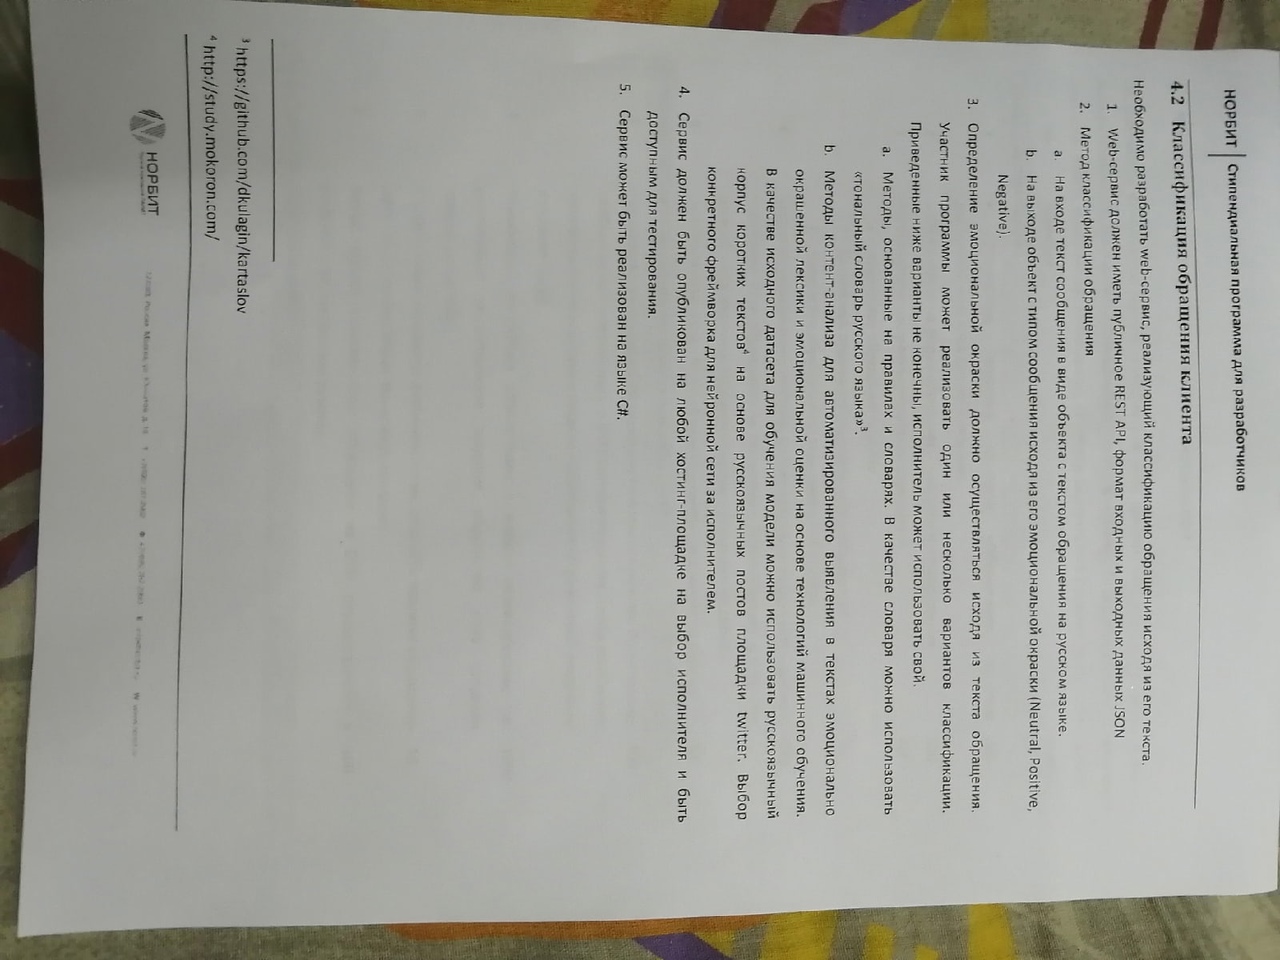 НОРБИТ
Стипендиальная программа для разработчиков
4.2 Классификация обращения клиента
Необходимо разработать web-сервис, реализующий классификацию обращения исходя из его текста.
1. Web-сервис должен иметь публичное REST API, формат входных и выходных данных JSON
2. Метод классификации обращения
a. На входе текст сообщения в виде объекта с текстом обращения на русском языке.
b. На выходе объект с типом сообщения исходя из его эмоциональной окраски (Neutral, Positive,
Negative).
3. Определение эмоциональной окраски должно осуществляться исходя из текста обращения.
Участник программы может реализовать один или несколько вариантов классификации.
Приведенные ниже варианты не конечны, исполнитель может использовать свой.
a. Методы, основанные на правилах и словарях. В качестве словаря можно использовать
«тональный словарь русского языка»³.
b. Методы контент-анализа для автоматизированного выявления в текстах эмоционально
окрашенной лексики и эмоциональной оценки на основе технологий машинного обучения.
В качестве исходного датасета для обучения модели можно использовать русскоязычный
корпус коротких текстов⁴ на основе русскоязычных постов площадки twitter. Выбор
конкретного фреймворка для нейронной сети за исполнителем.
4. Сервис должен быть опубликован на любой хостинг-площадке на выбор исполнителя и быть
доступным для тестирования.
5. Сервис может быть реализован на языке C#.
³ https://github.com/dkulagin/kartaslov
⁴ http://study.mokoron.com/
НОРБИТ